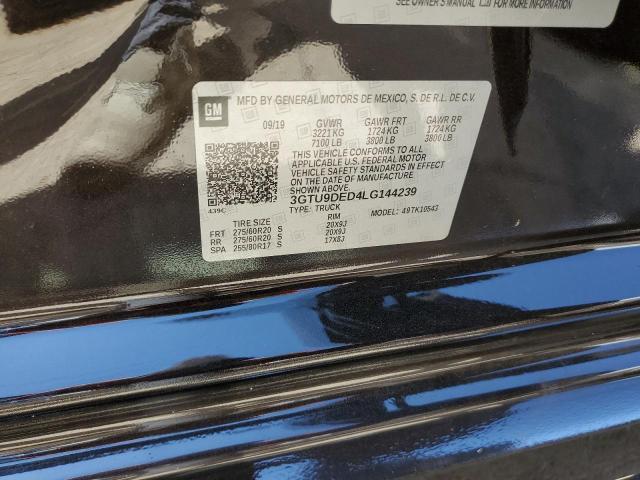 SEE OWNER'S MANUAL FOR MORE INFORMATION
GM
MFD BY GENERAL MOTORS DE MEXICO, S. DE R.L. DE C.V.
09/19 GVWR GAWR FRT GAWR RR
3221 KG 1724 KG 1724 KG
7100 LB 3800 LB 3800 LB
THIS VEHICLE CONFORMS TO ALL
APPLICABLE U.S. FEDERAL MOTOR
VEHICLE SAFETY STANDARDS IN EFFECT
ON THE DATE OF MANUFACTURE
SHOWN ABOVE.
3GTU9DED4LG144239
TYPE: TRUCK MODEL: 49TK10543
439C
TIRE SIZE RIM
FRT 275/60R20 S 20X9J
RR 275/60R20 S 20X9J
SPA 255/80R17 S 17X8J